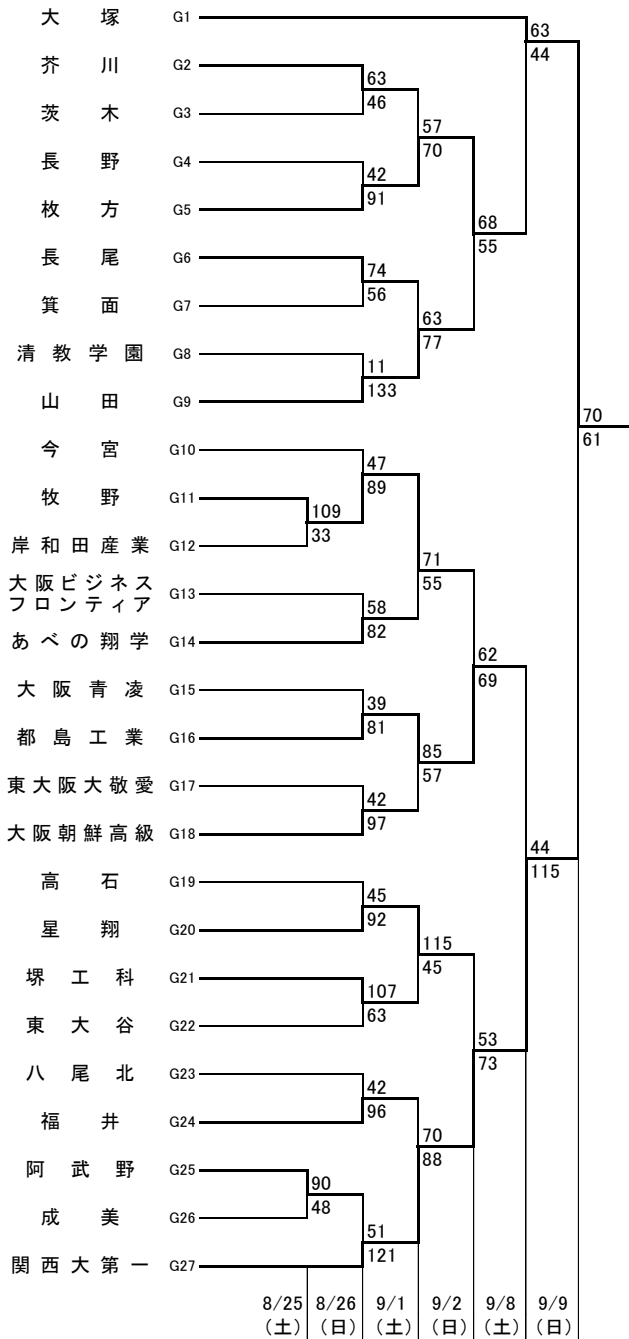 大塚 G1
63
44
芥川 G2
63
46
茨木 G3
57
70
長野 G4
42
91
枚方 G5
68
55
長尾 G6
74
56
箕面 G7
63
77
清教学園 G8
11
133
山田 G9
70
61
今宮 G10
47
89
牧野 G11
109
33
岸和田産業 G12
71
55
大阪ビジネス
フロンティア G13
58
82
あべの翔学 G14
62
69
大阪青凌 G15
39
81
都島工業 G16
85
57
東大阪大敬愛 G17
42
97
大阪朝鮮高級 G18
44
115
高石 G19
45
92
星翔 G20
115
45
堺工科 G21
107
63
東大谷 G22
53
73
八尾北 G23
42
96
福井 G24
70
88
阿武野 G25
90
48
成美 G26
51
121
関西大第一 G27
8/25 8/26 9/1 9/2 9/8 9/9
(土) (日) (土) (日) (土) (日)